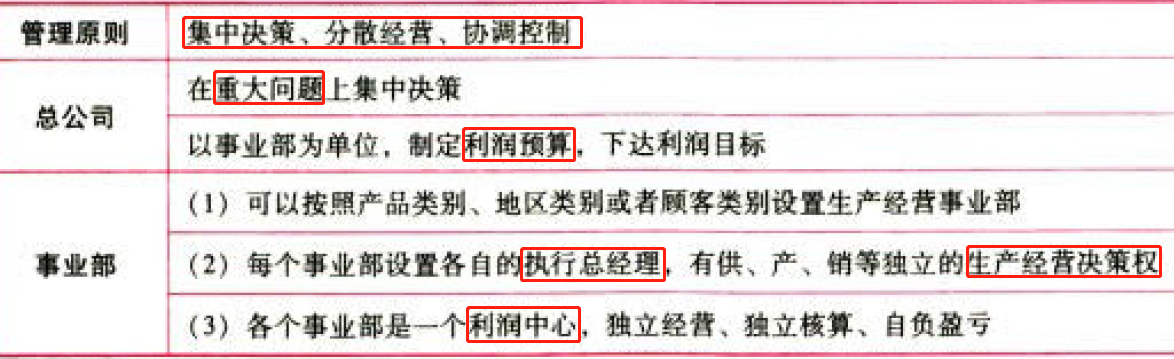 管理原则
集中决策、分散经营、协调控制
总公司
在重大问题上集中决策
以事业部为单位，制定利润预算，下达利润目标
事业部
(1) 可以按照产品类别、地区类别或者顾客类别设置生产经营事业部
(2) 每个事业部设置各自的执行总经理，有供、产、销等独立的生产经营决策权
(3) 各个事业部是一个利润中心，独立经营、独立核算、自负盈亏